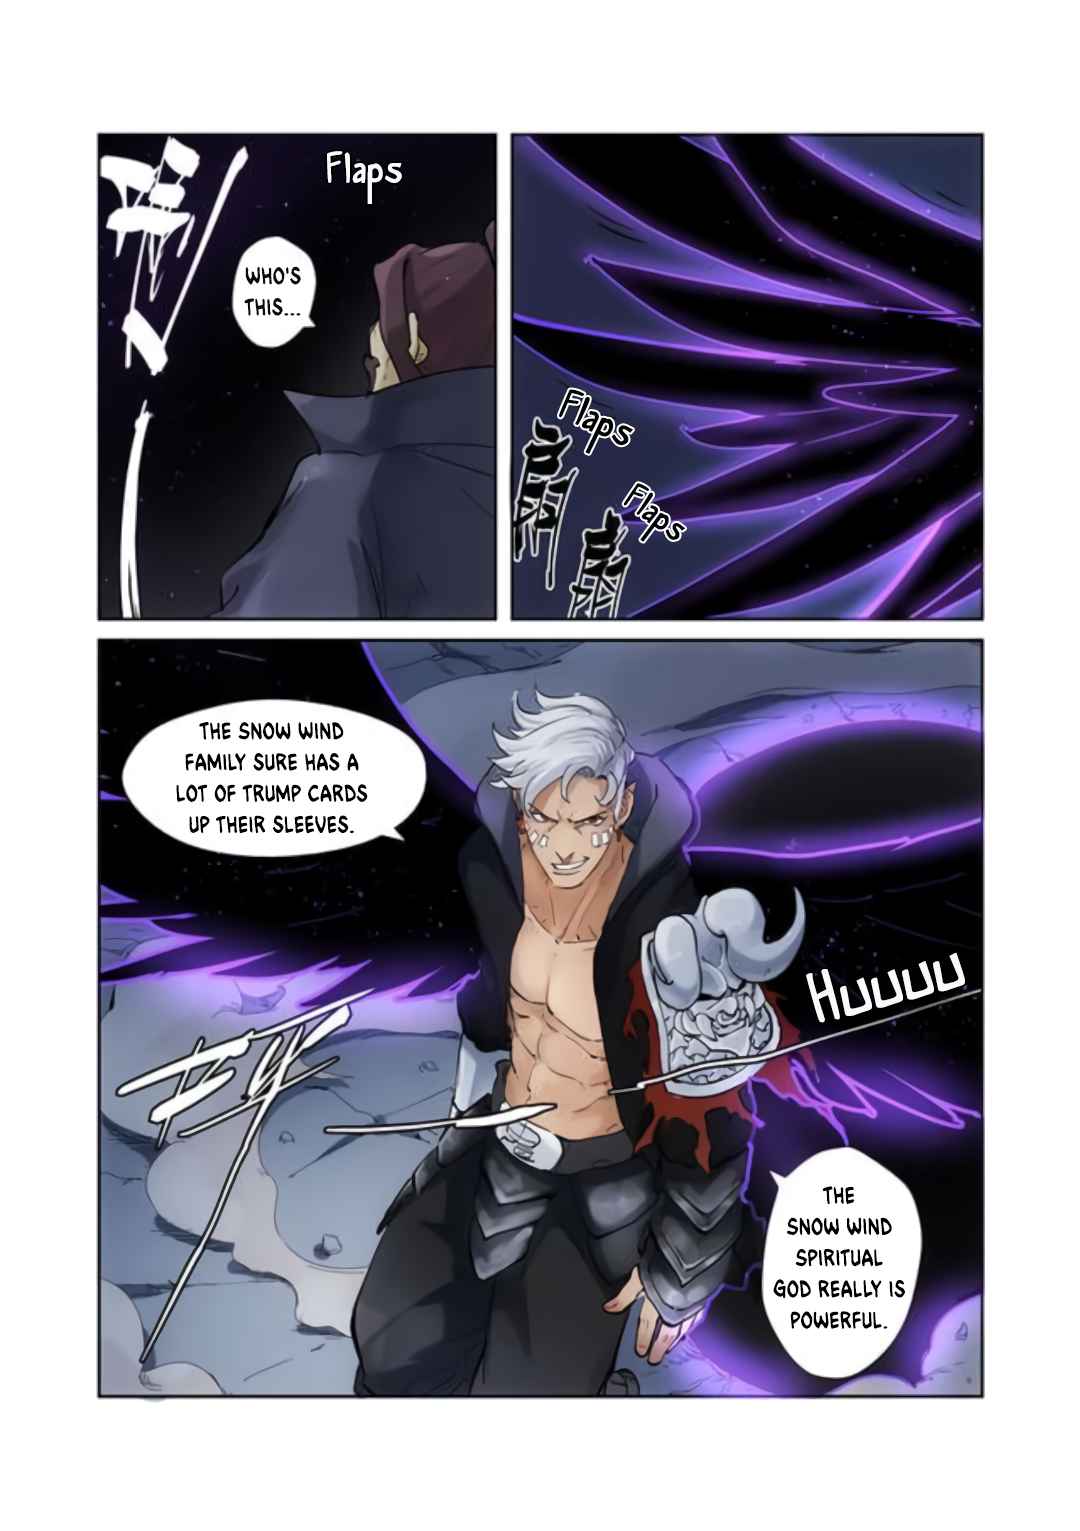 Flaps
WHO'S
THIS...
Flaps
Flaps
THE SNOW WIND
FAMILY SURE HAS A
LOT OF TRUMP CARDS
UP THEIR SLEEVES.
HUUUU
THE
SNOW WIND
SPIRITUAL
GOD REALLY IS
POWERFUL.